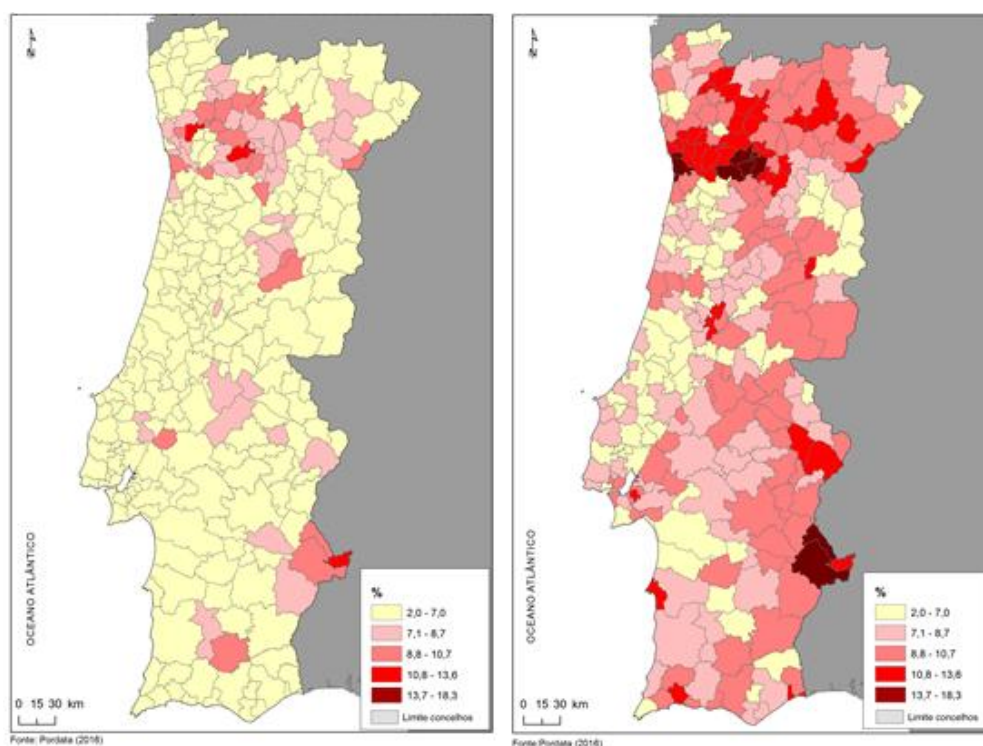 N
OCEANO ATLÂNTICO
%
2,0 - 7,0
7,1 - 8,7
8,8 - 10,7
10,8 - 13,6
13,7 - 18,3
Limite concelhos
0 15 30 km
Fonte: Pordata (2016)
N
OCEANO ATLÂNTICO
%
2,0 - 7,0
7,1 - 8,7
8,8 - 10,7
10,8 - 13,6
13,7 - 18,3
Limite concelhos
0 15 30 km
Fonte:Pordata (2016)